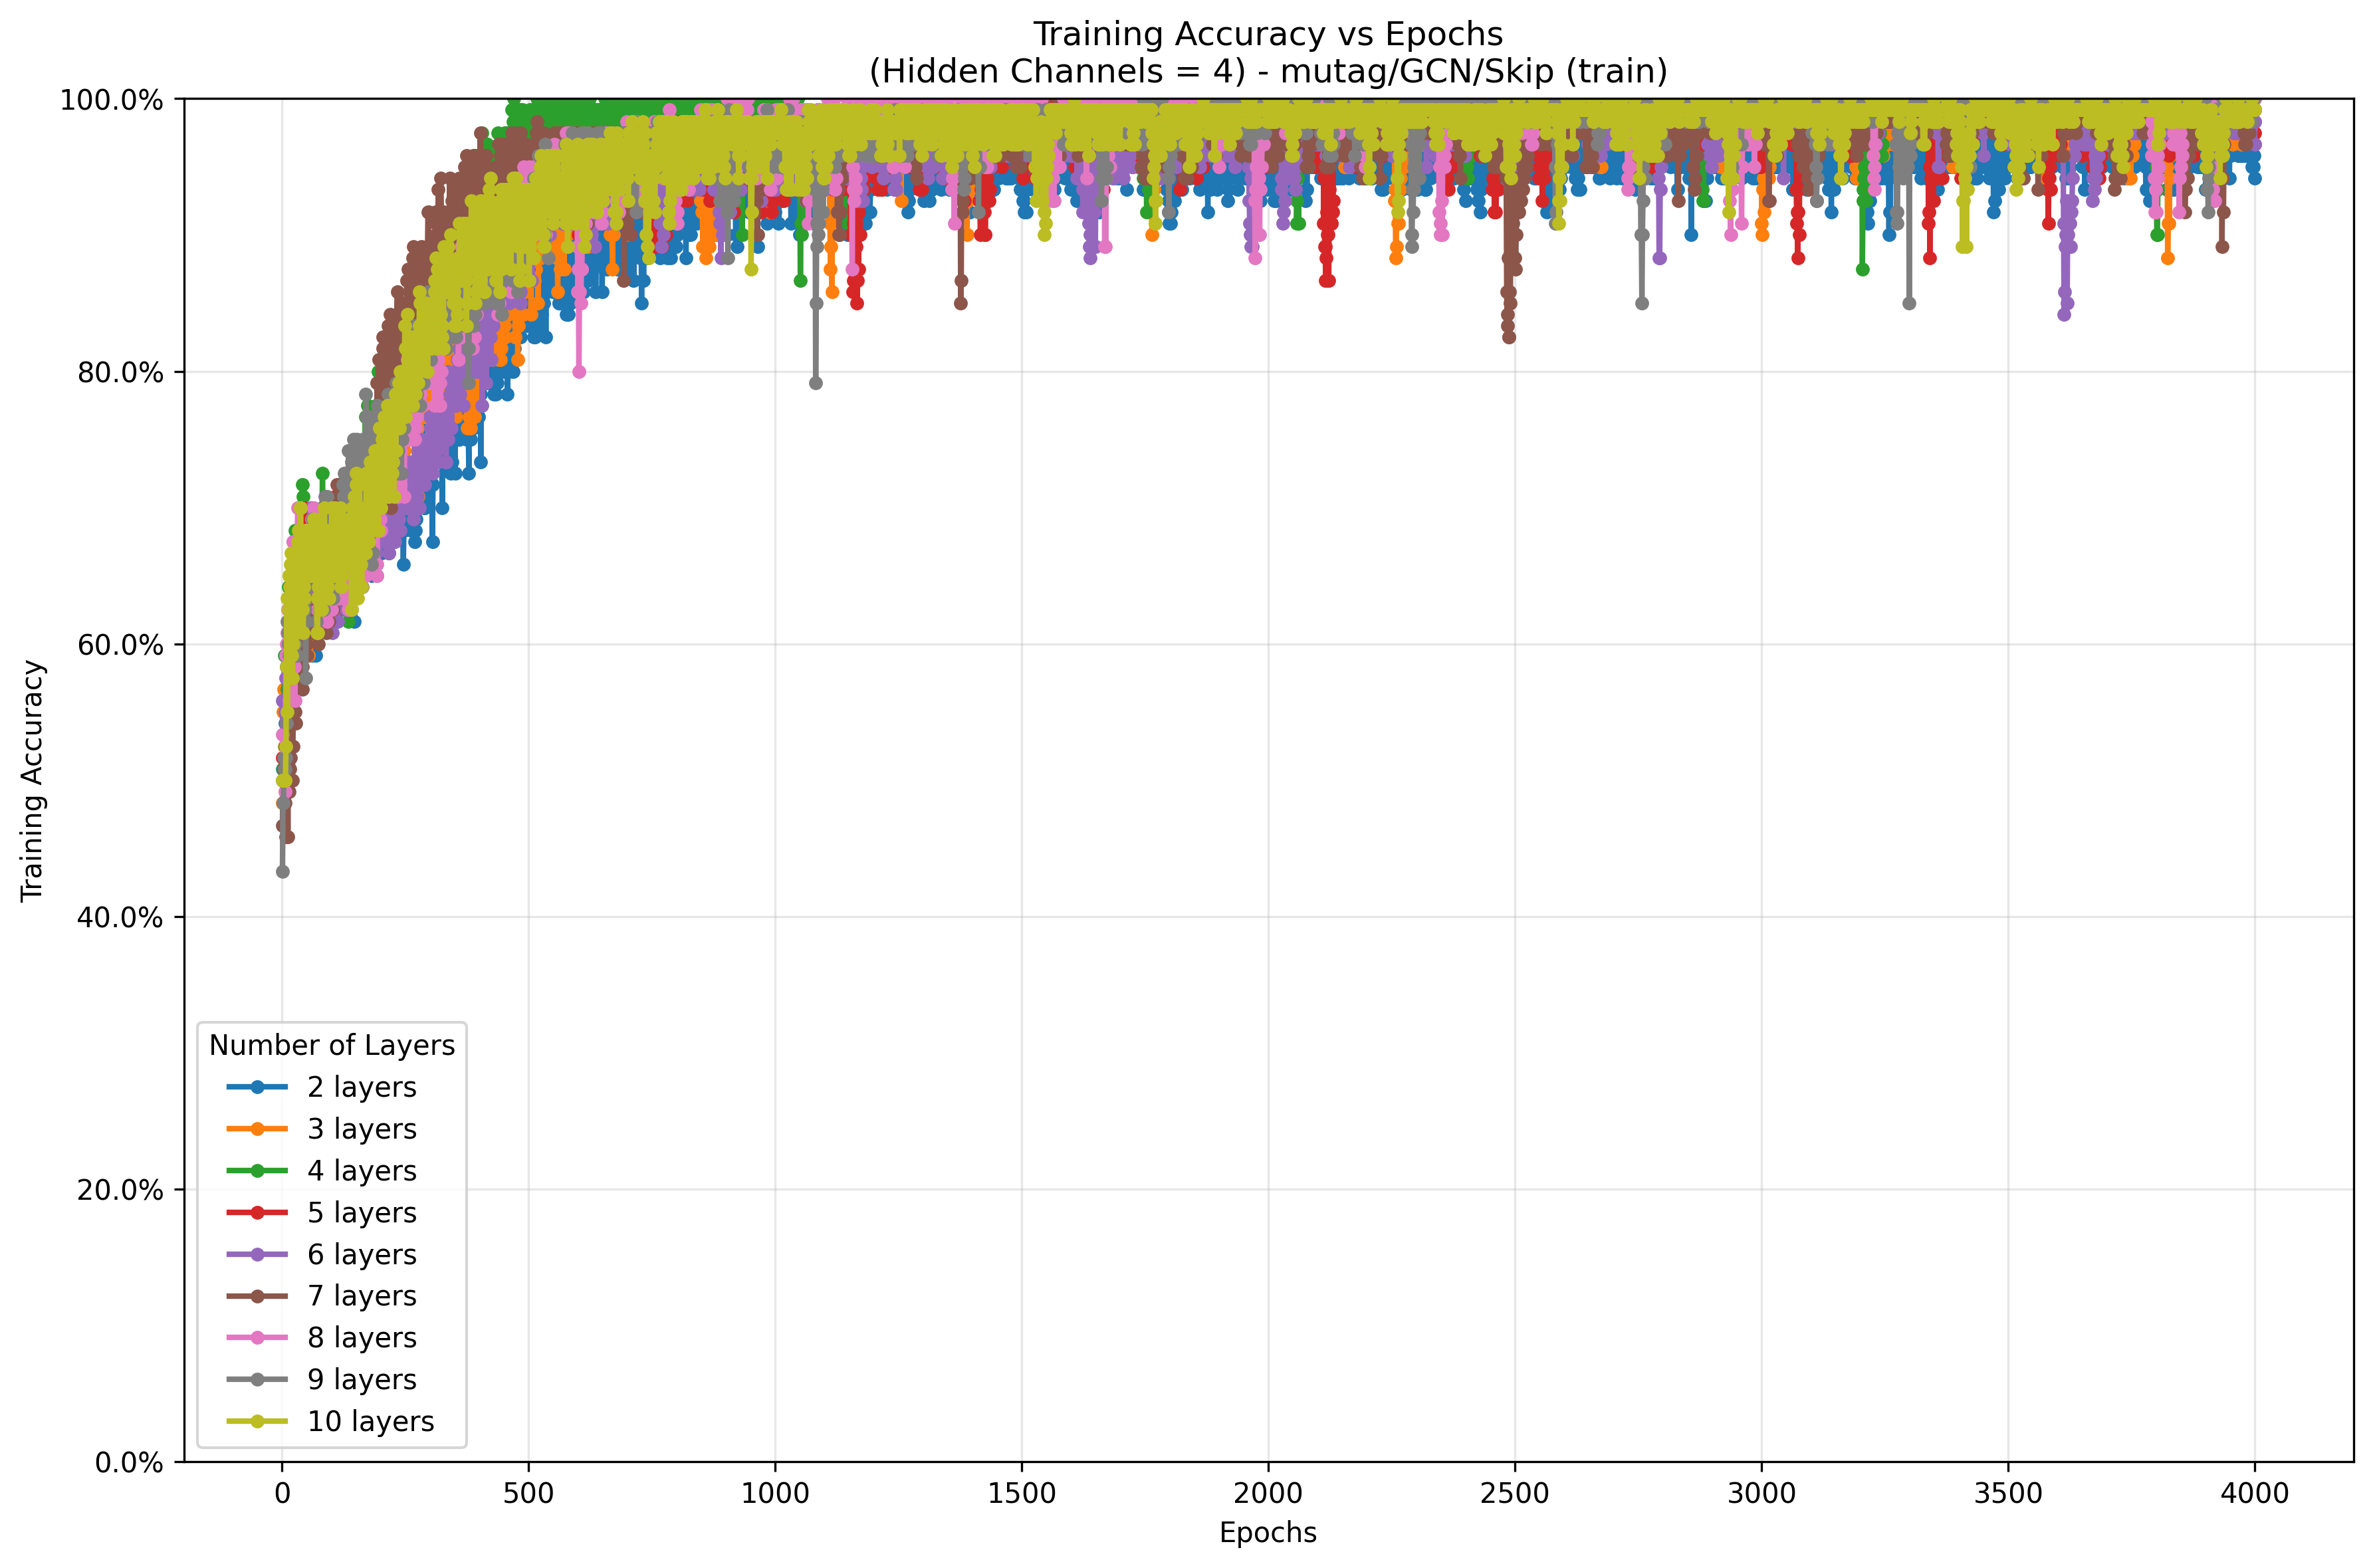 Training Accuracy vs Epochs
(Hidden Channels = 4) - mutag/GCN/Skip (train)
100.0%
80.0%
60.0%
40.0%
20.0%
0.0%
Training Accuracy
Number of Layers
2 layers
3 layers
4 layers
5 layers
6 layers
7 layers
8 layers
9 layers
10 layers
0 500 1000 1500 2000 2500 3000 3500 4000
Epochs